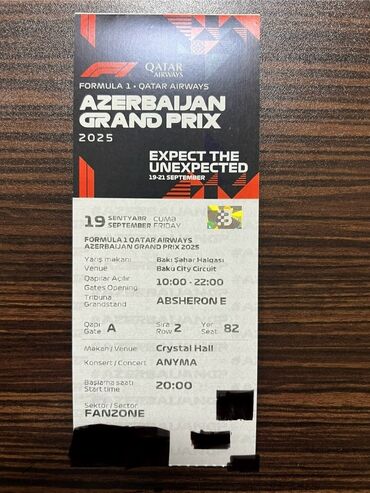 F1
QATAR
AIRWAYS
FORMULA 1 • QATAR AIRWAYS
AZERBAIJAN
GRAND PRIX
2025
EXPECT THE
UNEXPECTED
19-21 SEPTEMBER
19 SENTYABR CÜMƏ
SEPTEMBER FRIDAY
FORMULA 1 QATAR AIRWAYS
AZERBAIJAN GRAND PRIX 2025
Yarış məkanı Bakı Şəhər Halqası
Venue Baku City Circuit
Qapılar Açılır
Gates Opening 10:00 - 22:00
Tribuna
Grandstand ABSHERON E
Qapı Sıra Yer
Gate A Row 2 Seat 82
Məkan / Venue Crystal Hall
Konsert / Concert ANYMA
Başlama saatı
Start time 20:00
Sektor / Sector
FANZONE